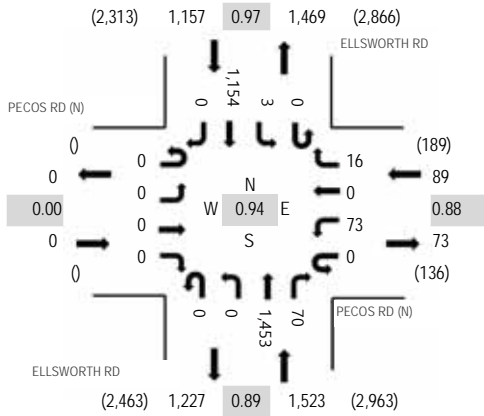 (2,313) 1,157 0.97 1,469 (2,866)
ELLSWORTH RD
0 1,154 3 0
PECOS RD (N)
() 0 16 (189)
0 N 0 89
0.00 0 W 0.94 E 0.88
0 0 S 73 73
() 0 0 (136)
0 0 1,453 70
PECOS RD (N)
ELLSWORTH RD
(2,463) 1,227 0.89 1,523 (2,963)